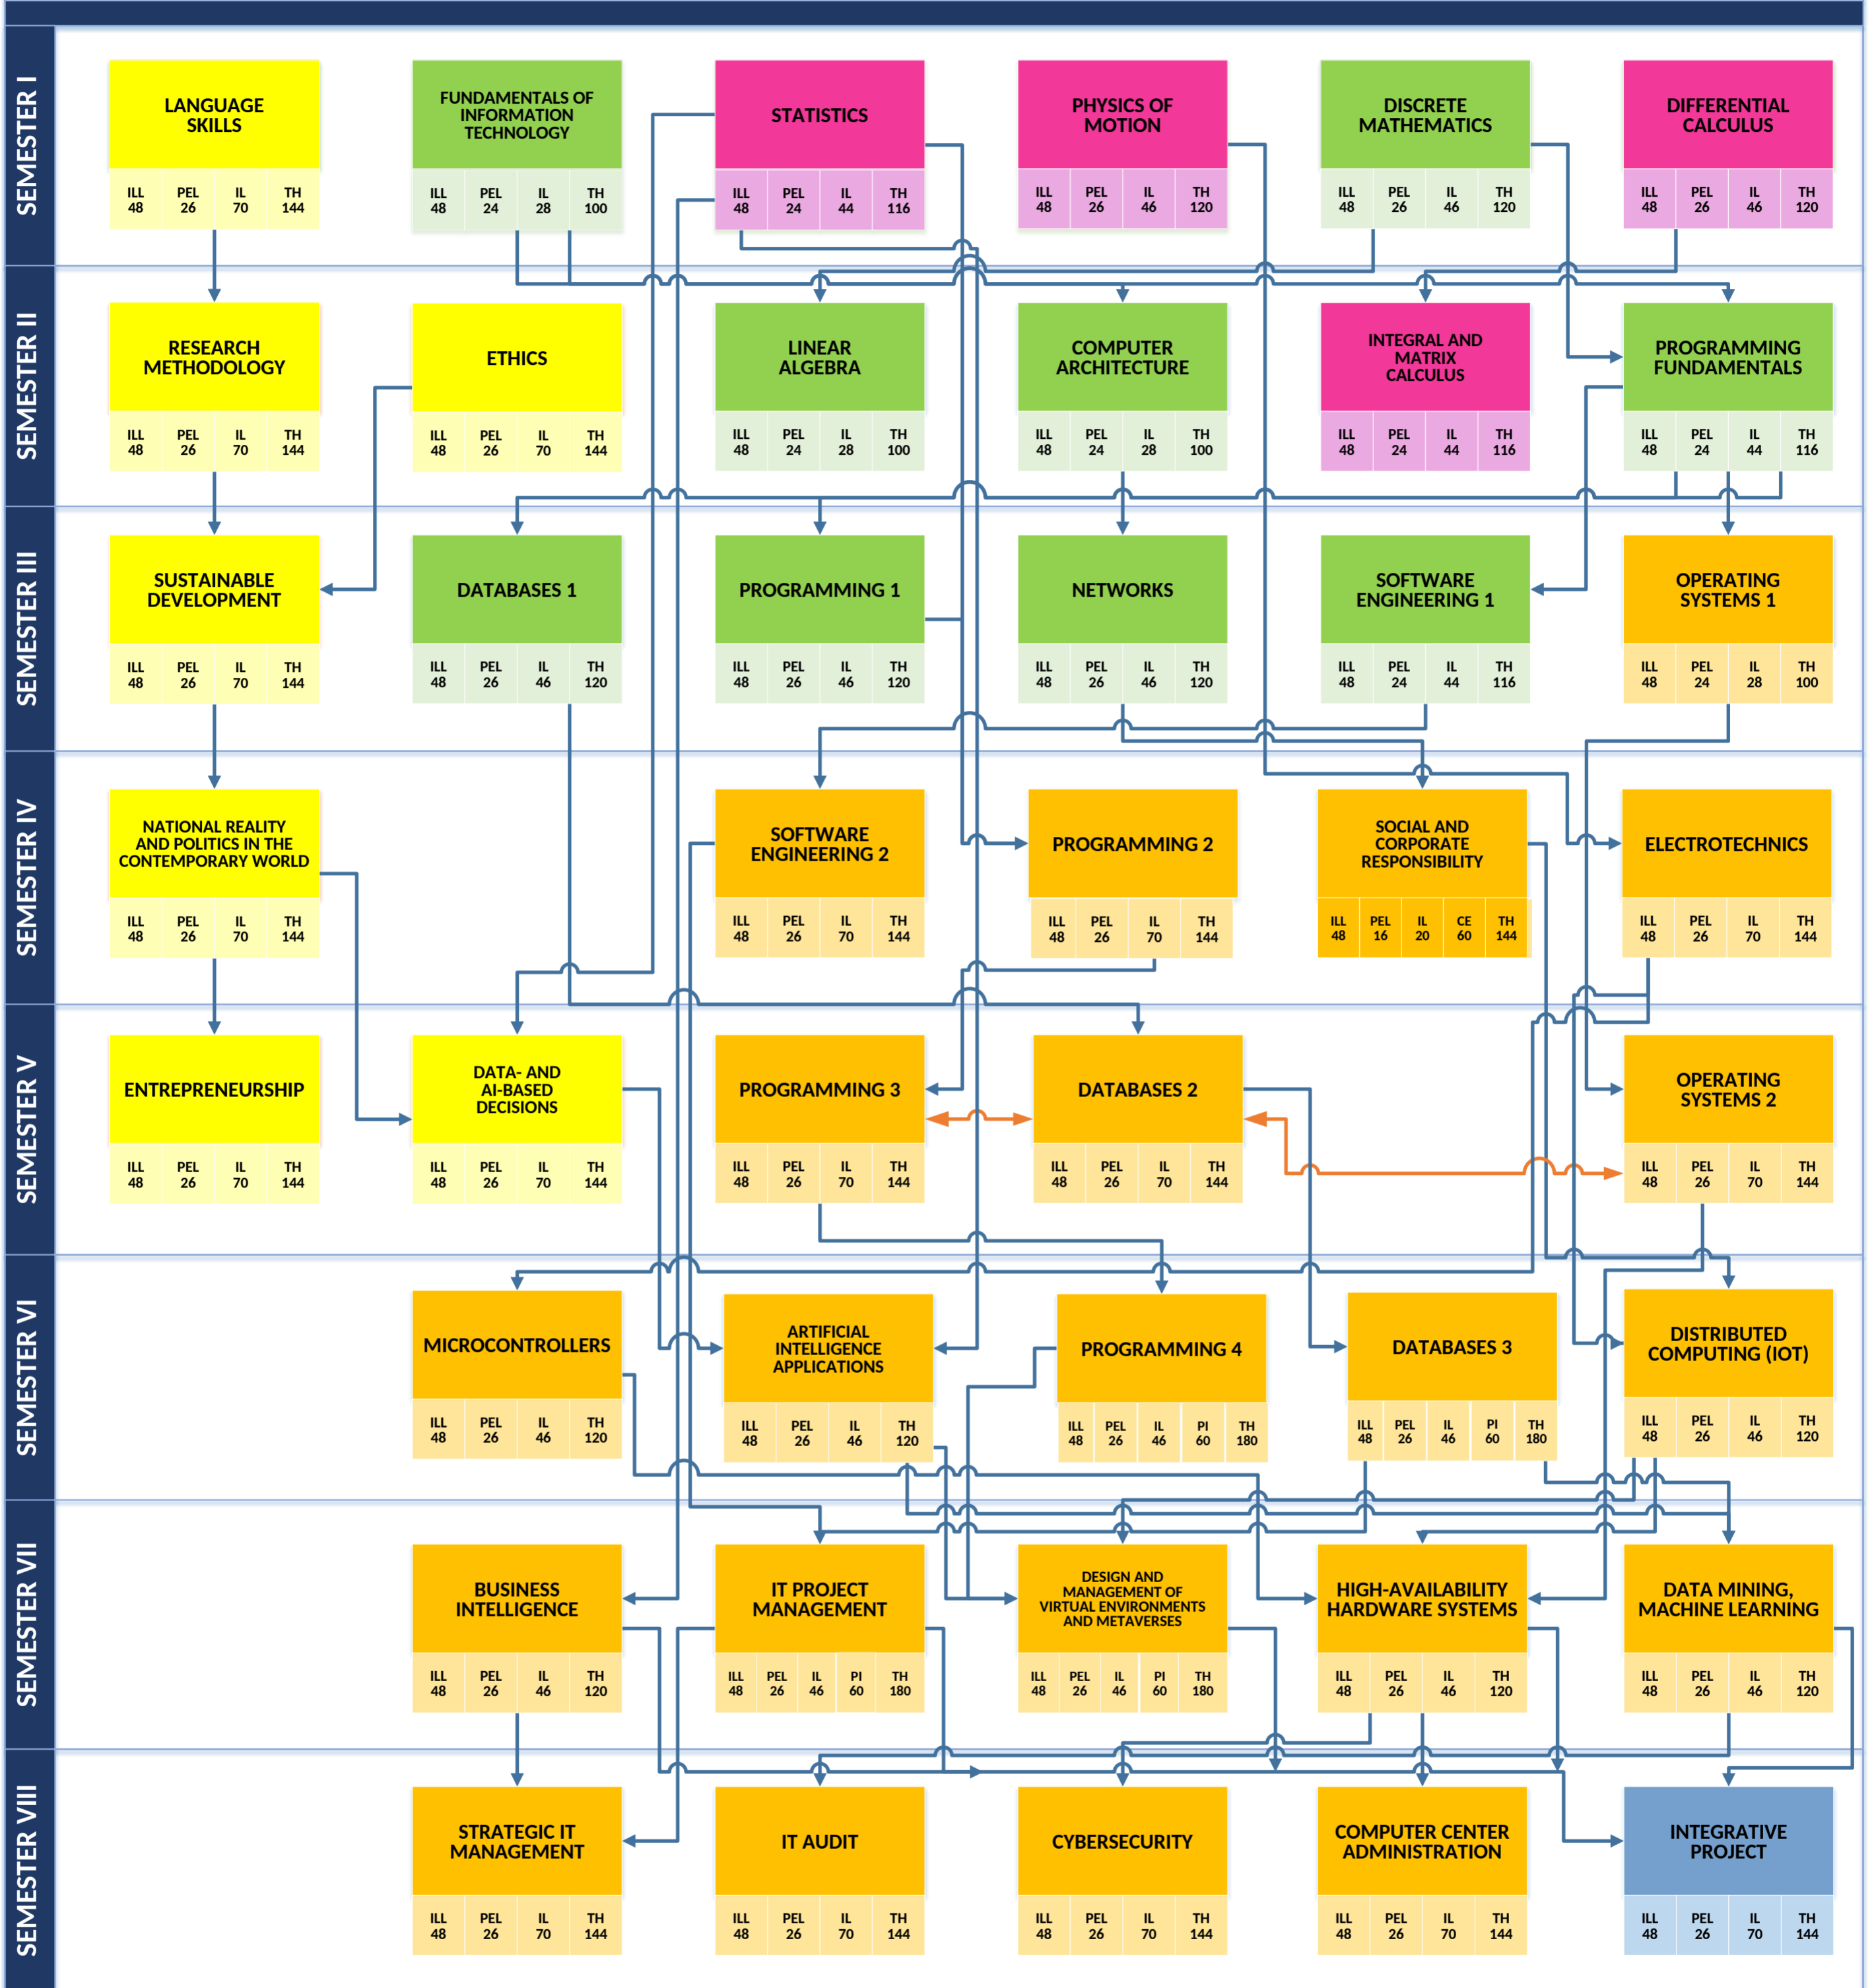 SEMESTER I
LANGUAGE
SKILLS
ILL PEL IL TH
48 26 70 144
FUNDAMENTALS OF
INFORMATION
TECHNOLOGY
ILL PEL IL TH
48 24 28 100
STATISTICS
ILL PEL IL TH
48 24 44 116
PHYSICS OF
MOTION
ILL PEL IL TH
48 26 46 120
DISCRETE
MATHEMATICS
ILL PEL IL TH
48 26 46 120
DIFFERENTIAL
CALCULUS
ILL PEL IL TH
48 26 46 120
SEMESTER II
RESEARCH
METHODOLOGY
ILL PEL IL TH
48 26 70 144
ETHICS
ILL PEL IL TH
48 26 70 144
LINEAR
ALGEBRA
ILL PEL IL TH
48 24 28 100
COMPUTER
ARCHITECTURE
ILL PEL IL TH
48 24 28 100
INTEGRAL AND
MATRIX
CALCULUS
ILL PEL IL TH
48 24 44 116
PROGRAMMING
FUNDAMENTALS
ILL PEL IL TH
48 24 44 116
SEMESTER III
SUSTAINABLE
DEVELOPMENT
ILL PEL IL TH
48 26 70 144
DATABASES 1
ILL PEL IL TH
48 26 46 120
PROGRAMMING 1
ILL PEL IL TH
48 26 46 120
NETWORKS
ILL PEL IL TH
48 26 46 120
SOFTWARE
ENGINEERING 1
ILL PEL IL TH
48 24 44 116
OPERATING
SYSTEMS 1
ILL PEL IL TH
48 24 28 100
SEMESTER IV
NATIONAL REALITY
AND POLITICS IN THE
CONTEMPORARY WORLD
ILL PEL IL TH
48 26 70 144
SOFTWARE
ENGINEERING 2
ILL PEL IL TH
48 26 70 144
PROGRAMMING 2
ILL PEL IL TH
48 26 70 144
SOCIAL AND
CORPORATE
RESPONSIBILITY
ILL PEL IL CE TH
48 16 20 60 144
ELECTROTECHNICS
ILL PEL IL TH
48 26 70 144
SEMESTER V
ENTREPRENEURSHIP
ILL PEL IL TH
48 26 70 144
DATA- AND
AI-BASED
DECISIONS
ILL PEL IL TH
48 26 70 144
PROGRAMMING 3
ILL PEL IL TH
48 26 70 144
DATABASES 2
ILL PEL IL TH
48 26 70 144
OPERATING
SYSTEMS 2
ILL PEL IL TH
48 26 70 144
SEMESTER VI
MICROCONTROLLERS
ILL PEL IL TH
48 26 46 120
ARTIFICIAL
INTELLIGENCE
APPLICATIONS
ILL PEL IL TH
48 26 46 120
PROGRAMMING 4
ILL PEL IL PI TH
48 26 46 60 180
DATABASES 3
ILL PEL IL PI TH
48 26 46 60 180
DISTRIBUTED
COMPUTING (IOT)
ILL PEL IL TH
48 26 46 120
SEMESTER VII
BUSINESS
INTELLIGENCE
ILL PEL IL TH
48 26 46 120
IT PROJECT
MANAGEMENT
ILL PEL IL PI TH
48 26 46 60 180
DESIGN AND
MANAGEMENT OF
VIRTUAL ENVIRONMENTS
AND METAVERSES
ILL PEL IL PI TH
48 26 46 60 180
HIGH-AVAILABILITY
HARDWARE SYSTEMS
ILL PEL IL TH
48 26 46 120
DATA MINING,
MACHINE LEARNING
ILL PEL IL TH
48 26 46 120
SEMESTER VIII
STRATEGIC IT
MANAGEMENT
ILL PEL IL TH
48 26 70 144
IT AUDIT
ILL PEL IL TH
48 26 70 144
CYBERSECURITY
ILL PEL IL TH
48 26 70 144
COMPUTER CENTER
ADMINISTRATION
ILL PEL IL TH
48 26 70 144
INTEGRATIVE
PROJECT
ILL PEL IL TH
48 26 70 144